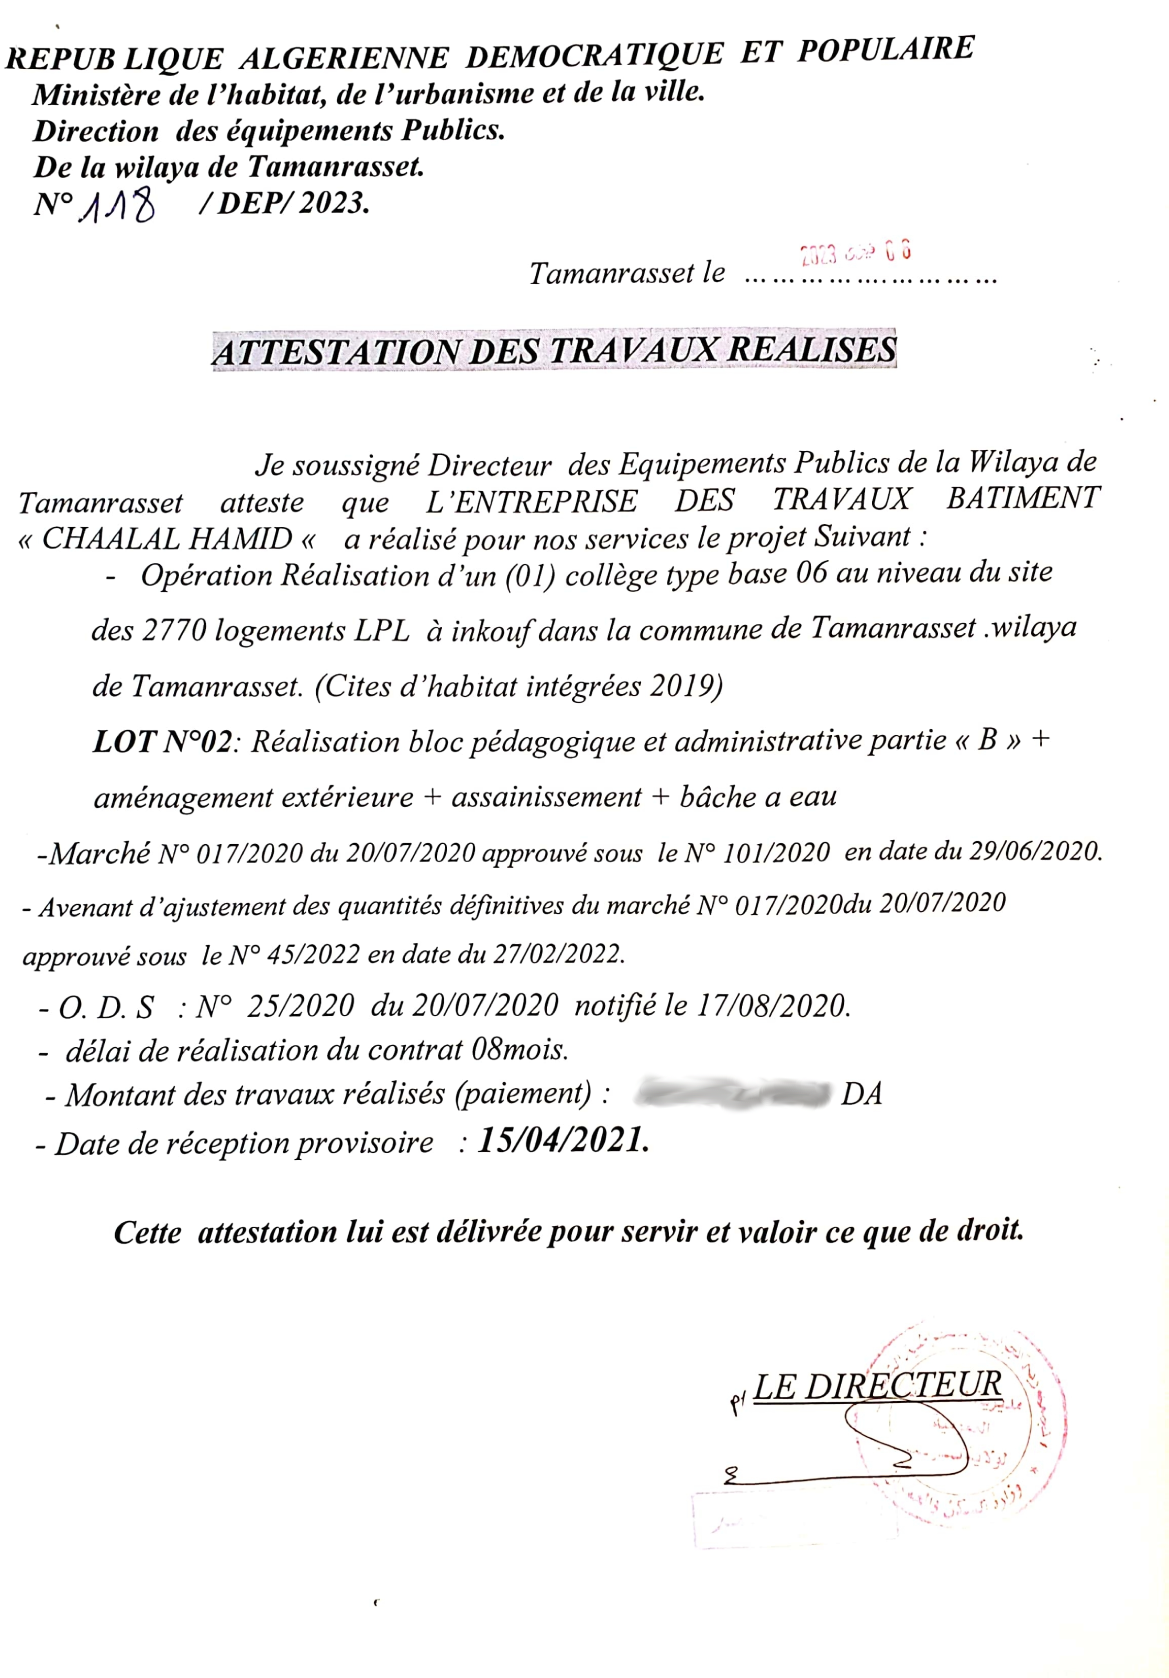 REPUB LIQUE ALGERIENNE DEMOCRATIQUE ET POPULAIRE
Ministère de l'habitat, de l'urbanisme et de la ville.
Direction des équipements Publics.
De la wilaya de Tamanrasset.
N° 118 / DEP/ 2023.
2023 06
Tamanrasset le ..............................
ATTESTATION DES TRAVAUX REALISES
Je soussigné Directeur des Equipements Publics de la Wilaya de
Tamanrasset atteste que L'ENTREPRISE DES TRAVAUX BATIMENT
« CHAALAL HAMID « a réalisé pour nos services le projet Suivant :
- Opération Réalisation d'un (01) collège type base 06 au niveau du site
des 2770 logements LPL à inkouf dans la commune de Tamanrasset .wilaya
de Tamanrasset. (Cites d'habitat intégrées 2019)
LOT N°02: Réalisation bloc pédagogique et administrative partie « B » +
aménagement extérieure + assainissement + bâche a eau
-Marché N° 017/2020 du 20/07/2020 approuvé sous le N° 101/2020 en date du 29/06/2020.
- Avenant d'ajustement des quantités définitives du marché N° 017/2020du 20/07/2020
approuvé sous le N° 45/2022 en date du 27/02/2022.
- O. D. S : N° 25/2020 du 20/07/2020 notifié le 17/08/2020.
- délai de réalisation du contrat 08mois.
- Montant des travaux réalisés (paiement) : DA
- Date de réception provisoire : 15/04/2021.
Cette attestation lui est délivrée pour servir et valoir ce que de droit.
p/ LE DIRECTEUR